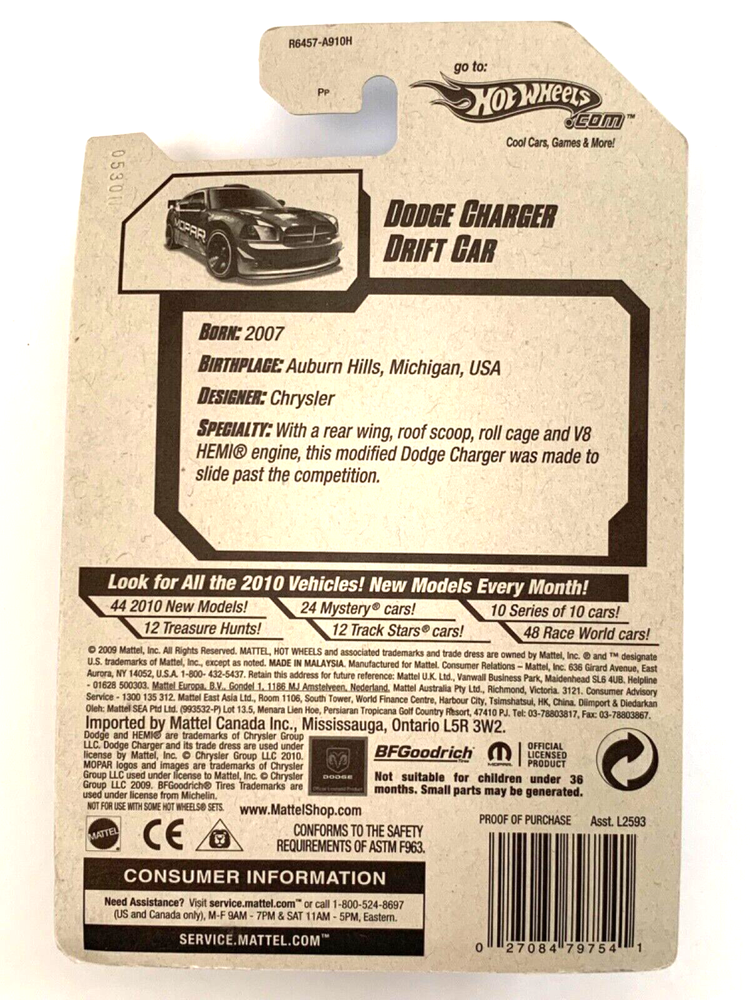 R6457-A910H
PP
go to:
HOT WHEELS
.COM™
Cool Cars, Games & More!
MOPAR
DODGE CHARGER
DRIFT CAR
BORN: 2007
BIRTHPLACE: Auburn Hills, Michigan, USA
DESIGNER: Chrysler
SPECIALTY: With a rear wing, roof scoop, roll cage and V8
HEMI® engine, this modified Dodge Charger was made to
slide past the competition.
Look for All the 2010 Vehicles! New Models Every Month!
44 2010 New Models! 24 Mystery® cars! 10 Series of 10 cars!
12 Treasure Hunts! 12 Track Stars® cars! 48 Race World cars!
© 2009 Mattel, Inc. All Rights Reserved. MATTEL, HOT WHEELS and associated trademarks and trade dress are owned by Mattel, Inc. ® and ™ designate
U.S. trademarks of Mattel, Inc., except as noted. MADE IN MALAYSIA. Manufactured for Mattel. Consumer Relations – Mattel, Inc. 636 Girard Avenue, East
Aurora, NY 14052, U.S.A. 1-800- 432-5437. Retain this address for future reference: Mattel U.K. Ltd., Vanwall Business Park, Maidenhead SL6 4UB. Helpline
- 01628 500303. Mattel Europa, B.V., Gondel 1, 1186 MJ Amstelveen, Nederland. Mattel Australia Pty Ltd., Richmond, Victoria. 3121. Consumer Advisory
Service - 1300 135 312. Mattel East Asia Ltd., Room 1106, South Tower, World Finance Centre, Harbour City, Tsimshatsui, HK, China. Diimport & Diedarkan
Oleh: Mattel SEA Ptd Ltd. (993532-P) Lot 13.5, Menara Lien Hoe, Persiaran Tropicana Golf Country Resort, 47410 PJ. Tel: 03-78803817, Fax: 03-78803867.
Imported by Mattel Canada Inc., Mississauga, Ontario L5R 3W2.
Dodge and HEMI® are trademarks of Chrysler Group
LLC. Dodge Charger and its trade dress are used under
license by Mattel, Inc. © Chrysler Group LLC 2010.
MOPAR logos and images are trademarks of Chrysler
Group LLC used under license to Mattel, Inc. © Chrysler
Group LLC 2009. BFGoodrich® Tires Trademarks are
used under license from Michelin.
NOT FOR USE WITH SOME HOT WHEELS® SETS.
DODGE
Official Licensed Product
BFGoodrich
Tires
MOPAR
OFFICIAL
LICENSED
PRODUCT
Not suitable for children under 36
months. Small parts may be generated.
www.MattelShop.com
MATTEL
CE
CONFORMS TO THE SAFETY
REQUIREMENTS OF ASTM F963.
PROOF OF PURCHASE Asst. L2593
CONSUMER INFORMATION
Need Assistance? Visit service.mattel.com™ or call 1-800-524-8697
(US and Canada only), M-F 9AM - 7PM & SAT 11AM - 5PM, Eastern.
SERVICE.MATTEL.COM™
0 27084 79754 1